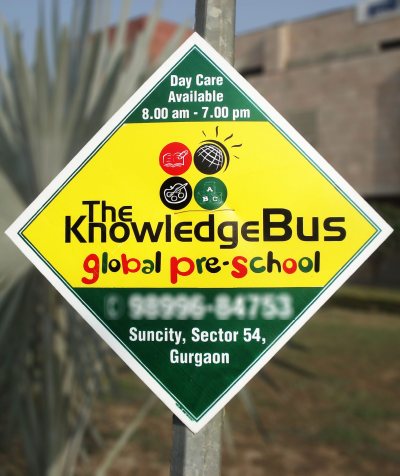 Day Care
Available
8.00 am - 7.00 pm
A
B C
The
KnowledgeBus
global pre-school
Suncity, Sector 54,
Gurgaon